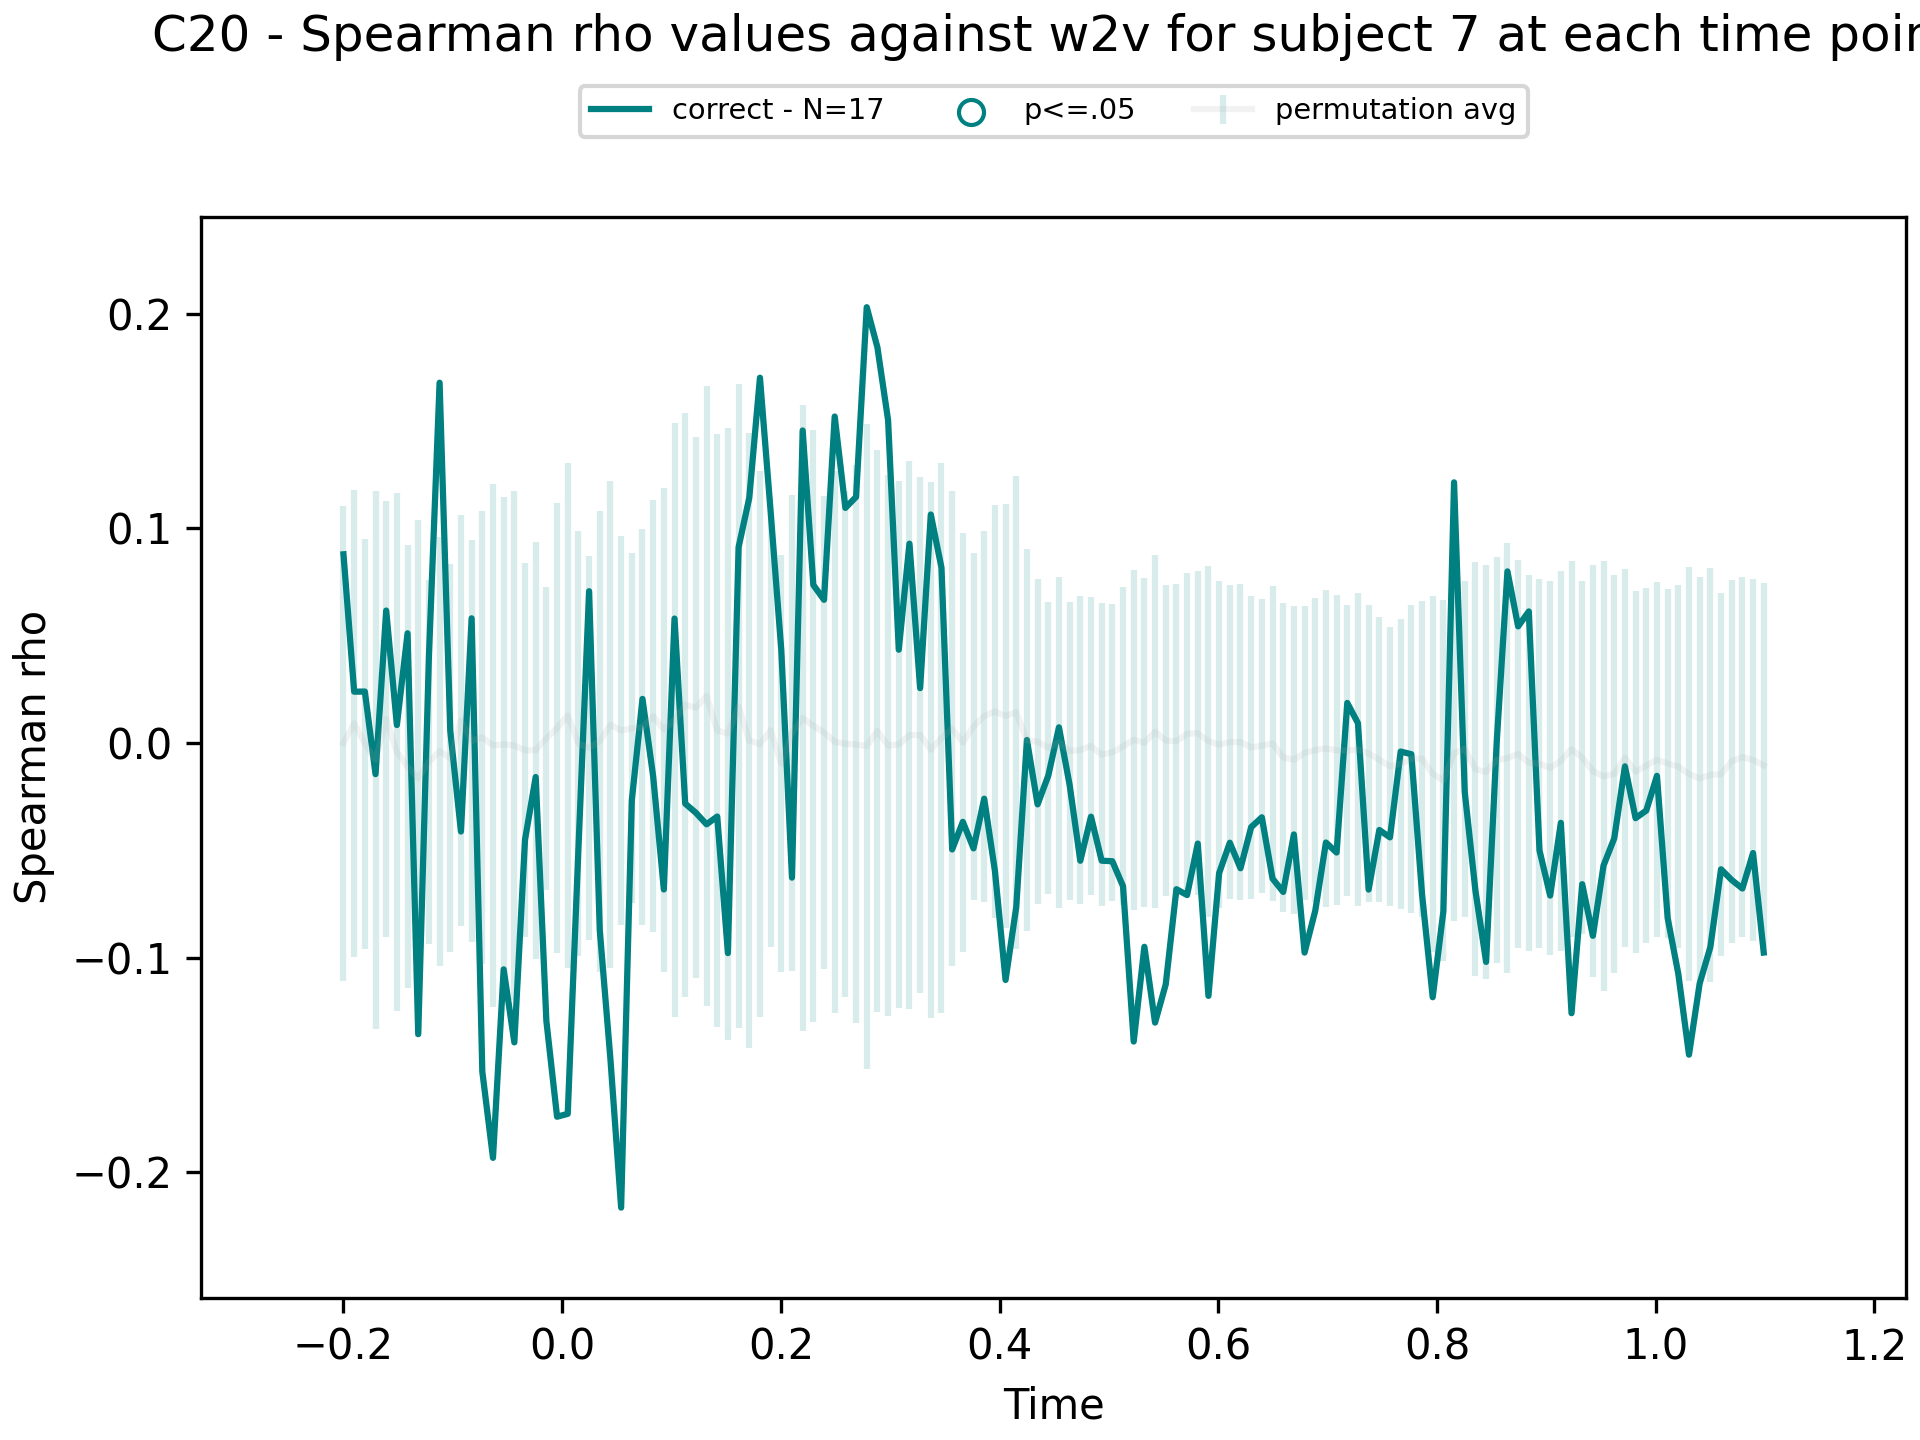 C20 - Spearman rho values against w2v for subject 7 at each time poin
correct - N=17
p<=.05
permutation avg
Spearman rho
0.2
0.1
0.0
−0.1
−0.2
−0.2
0.0
0.2
0.4
0.6
0.8
1.0
1.2
Time